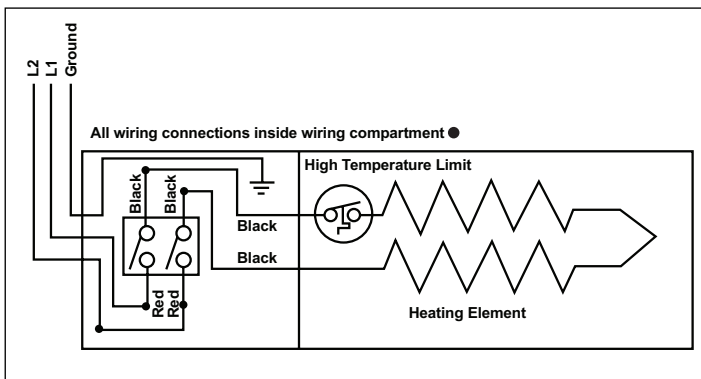 L2
L1
Ground
All wiring connections inside wiring compartment ●
High Temperature Limit
Black
Black
Black
Black
Red
Red
Heating Element